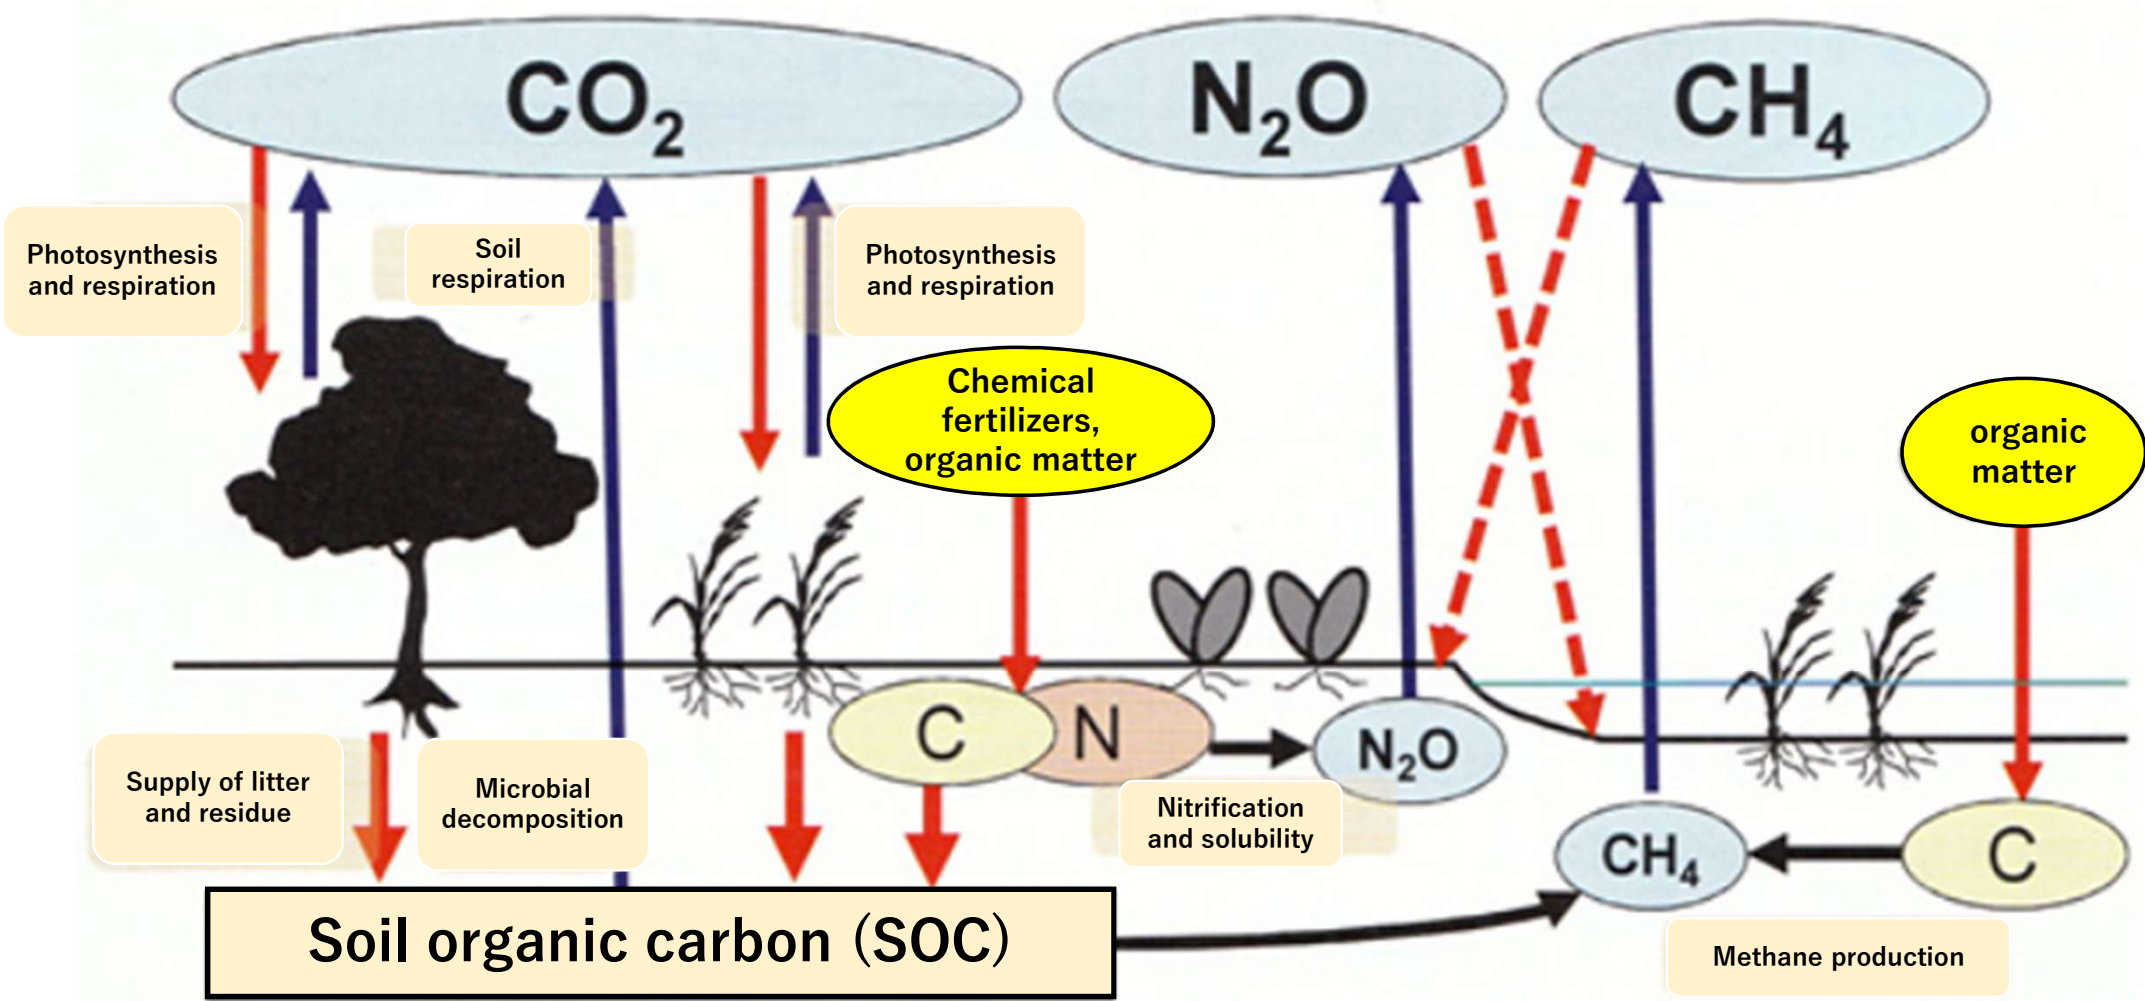 CO₂
N₂O
CH₄
Photosynthesis
and respiration
Soil
respiration
Photosynthesis
and respiration
Chemical
fertilizers,
organic matter
organic
matter
Supply of litter
and residue
Microbial
decomposition
C
N
N₂O
Nitrification
and solubility
CH₄
C
Soil organic carbon (SOC)
Methane production